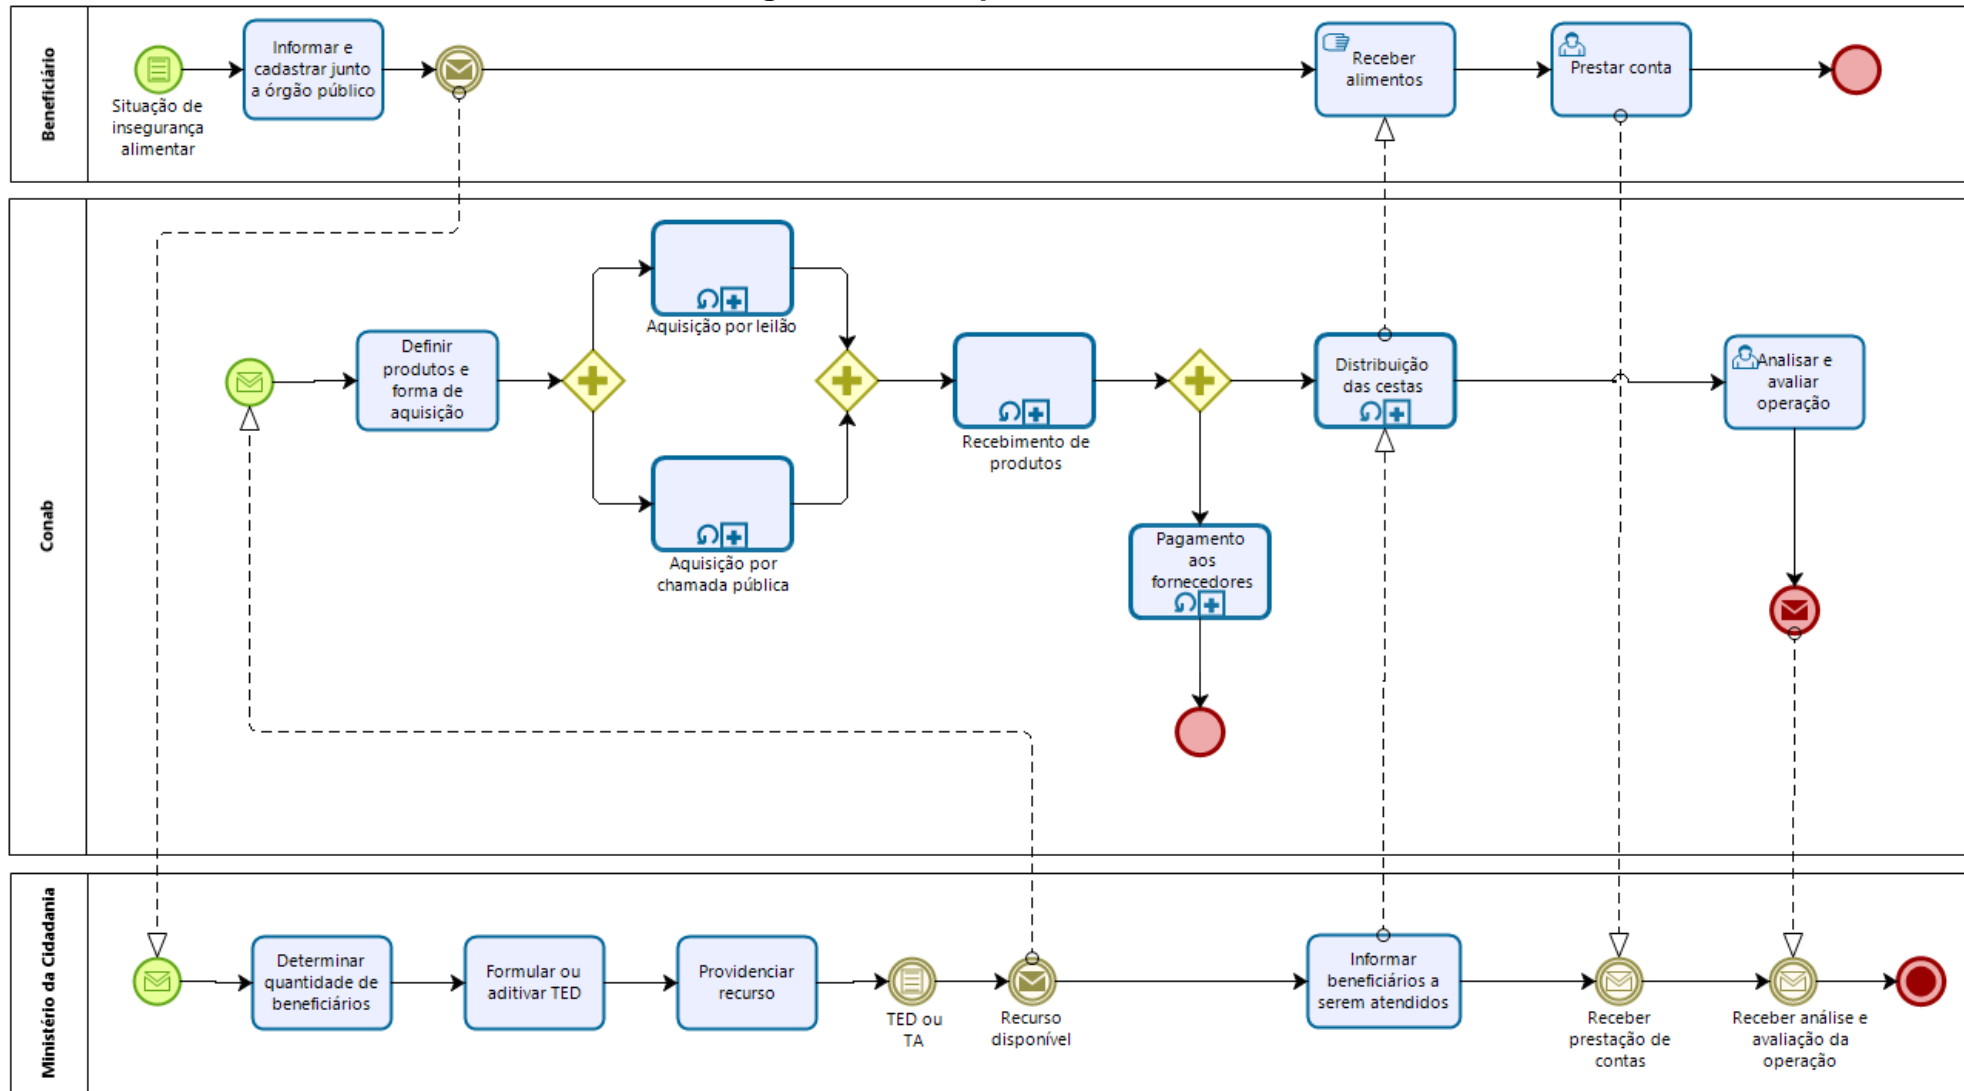 Beneficiário
Situação de
insegurança
alimentar
Informar e
cadastrar junto
a órgão público
Receber
alimentos
Prestar conta
Conab
Definir
produtos e
forma de
aquisição
Aquisição por leilão
Aquisição por
chamada pública
Recebimento de
produtos
Pagamento
aos
fornecedores
Distribuição
das cestas
Analisar e
avaliar
operação
Ministério da Cidadania
Determinar
quantidade de
beneficiários
Formular ou
aditivar TED
Providenciar
recurso
TED ou
TA
Recurso
disponível
Informar
beneficiários a
serem atendidos
Receber
prestação de
contas
Receber análise e
avaliação da
operação